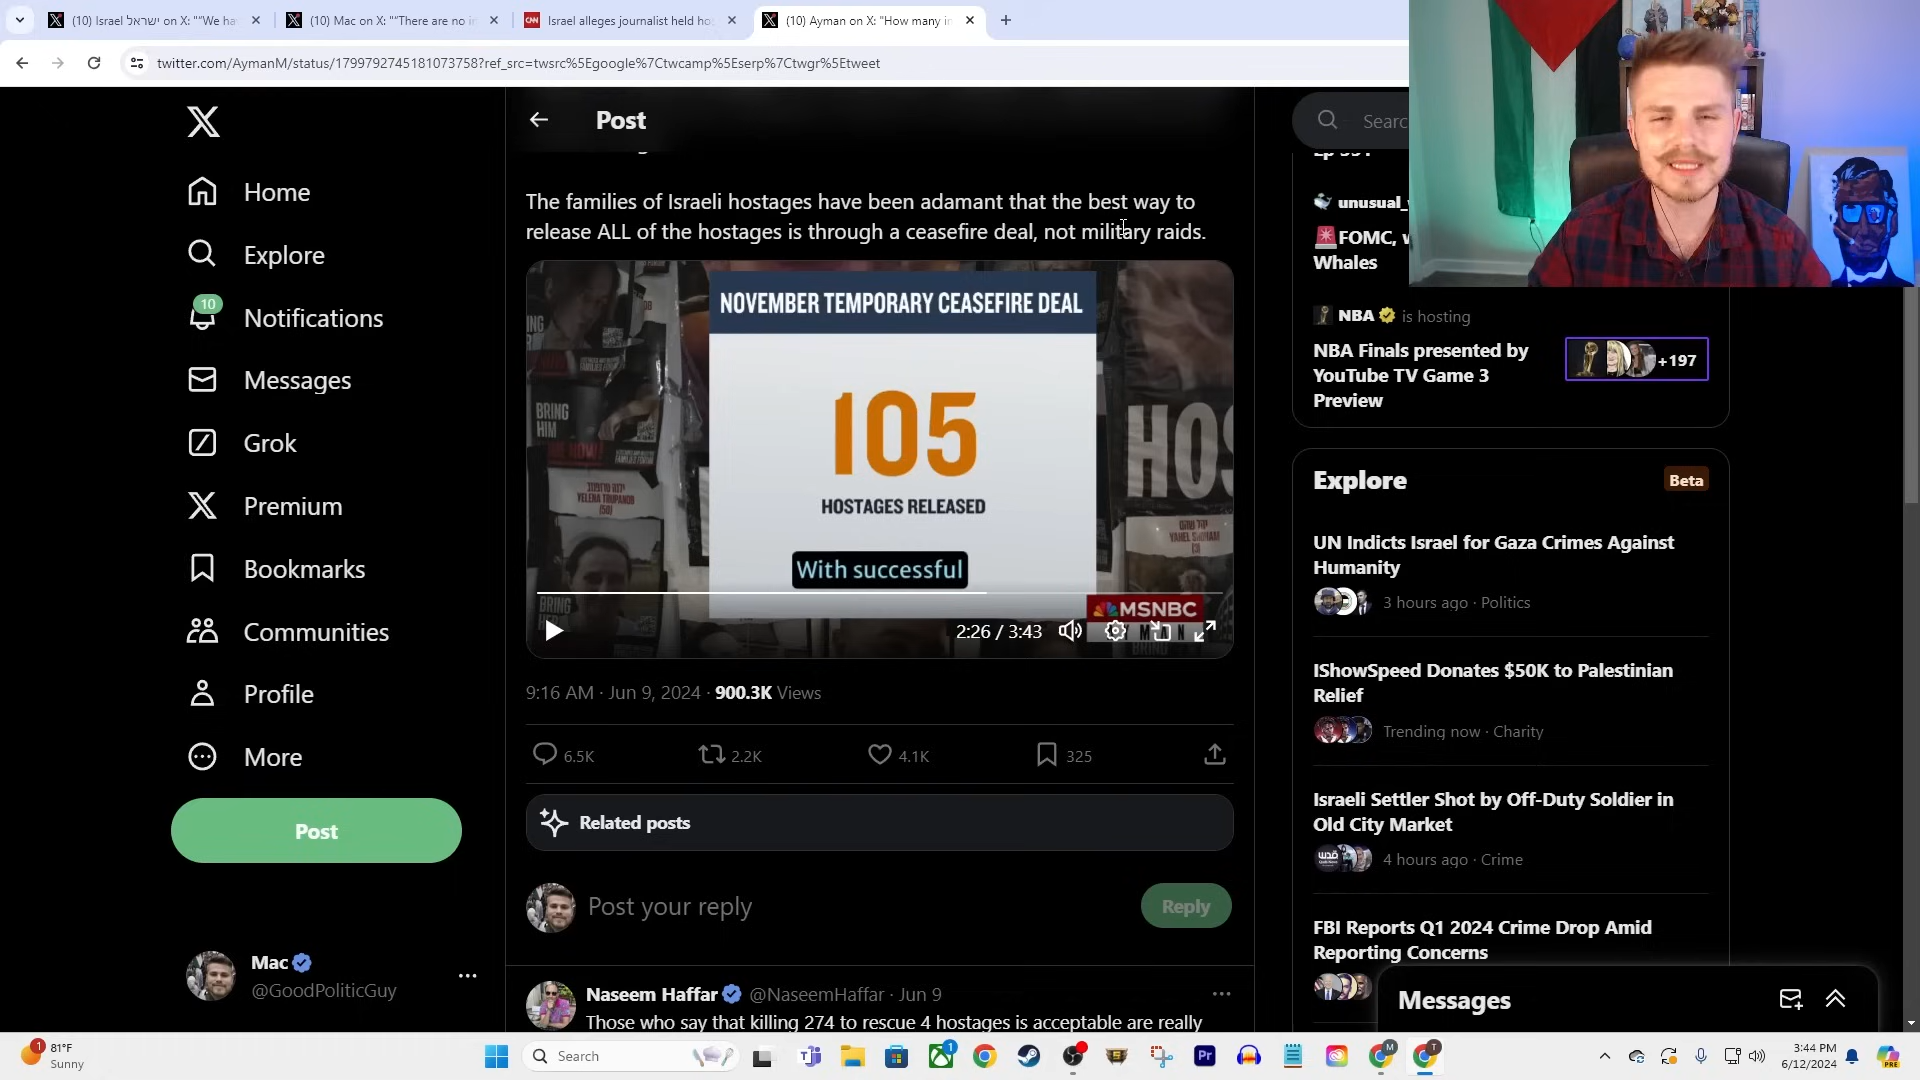 (10) Israel ישראל on X: "“We ha
(10) Mac on X: "“There are no in
CNN
Israel alleges journalist held ho
(10) Ayman on X: "How many in
twitter.com/AymanM/status/1799792745181073758?ref_src=twsrc%5Egoogle%7Ctwcamp%5Eserp%7Ctwgr%5Etweet
Home
Explore
10
Notifications
Messages
Grok
Premium
Bookmarks
Communities
Profile
More
Post
Mac
@GoodPoliticGuy
Post
The families of Israeli hostages have been adamant that the best way to
release ALL of the hostages is through a ceasefire deal, not military raids.
NOVEMBER TEMPORARY CEASEFIRE DEAL
105
HOSTAGES RELEASED
With successful
BRING
HIM
BRING
HOS
MSNBC
2:26 / 3:43
9:16 AM · Jun 9, 2024 · 900.3K Views
6.5K
2.2K
4.1K
325
Related posts
Post your reply
Reply
Naseem Haffar @NaseemHaffar · Jun 9
Those who say that killing 274 to rescue 4 hostages is acceptable are really
Searc
unusual_
FOMC, w
Whales
NBA is hosting
NBA Finals presented by
YouTube TV Game 3
Preview
+197
Explore
Beta
UN Indicts Israel for Gaza Crimes Against
Humanity
3 hours ago · Politics
IShowSpeed Donates $50K to Palestinian
Relief
Trending now · Charity
Israeli Settler Shot by Off-Duty Soldier in
Old City Market
4 hours ago · Crime
FBI Reports Q1 2024 Crime Drop Amid
Reporting Concerns
Messages
1
81°F
Sunny
Search
1
Pr
M
T
3:44 PM
6/12/2024
PRE